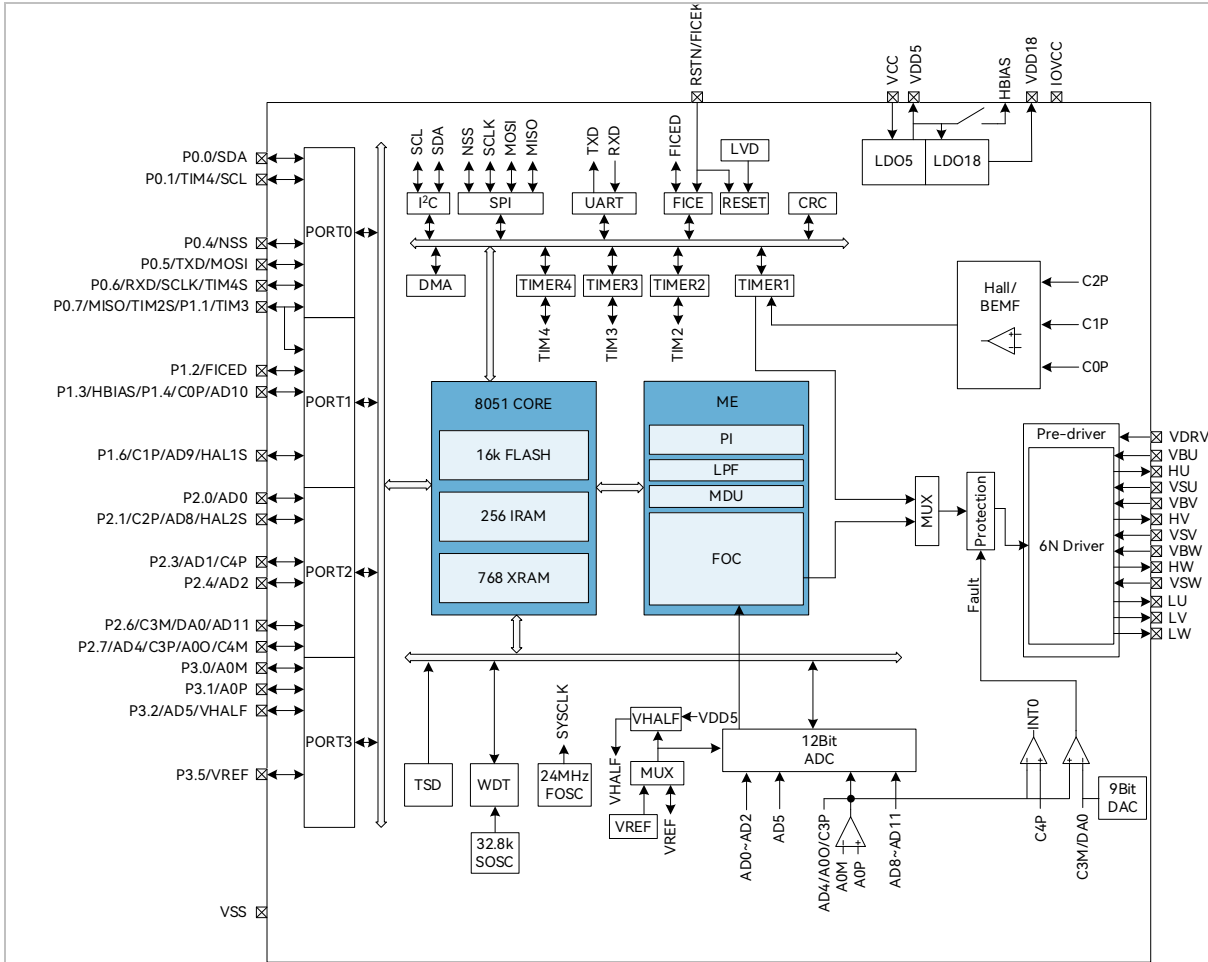 RSTN/FICEK
VCC
VDD5
HBIAS
VDD18
IOVCC
P0.0/SDA
P0.1/TIM4/SCL
P0.4/NSS
P0.5/TXD/MOSI
P0.6/RXD/SCLK/TIM4S
P0.7/MISO/TIM2S/P1.1/TIM3
P1.2/FICED
P1.3/HBIAS/P1.4/C0P/AD10
P1.6/C1P/AD9/HAL1S
P2.0/AD0
P2.1/C2P/AD8/HAL2S
P2.3/AD1/C4P
P2.4/AD2
P2.6/C3M/DA0/AD11
P2.7/AD4/C3P/A0O/C4M
P3.0/A0M
P3.1/A0P
P3.2/AD5/VHALF
P3.5/VREF
VSS
PORT0
PORT1
PORT2
PORT3
SCL
SDA
NSS
SCLK
MOSI
MISO
TXD
RXD
FICED
LVD
I²C
SPI
UART
FICE
RESET
CRC
LDO5
LDO18
DMA
TIMER4
TIMER3
TIMER2
TIMER1
TIM4
TIM3
TIM2
Hall/
BEMF
C2P
C1P
C0P
8051 CORE
16k FLASH
256 IRAM
768 XRAM
ME
PI
LPF
MDU
FOC
MUX
Protection
Fault
Pre-driver
6N Driver
VDRV
VBU
HU
VSU
VBV
HV
VSV
VBW
HW
VSW
LU
LV
LW
TSD
WDT
32.8k
SOSC
SYSCLK
24MHz
FOSC
VHALF
VDD5
VHALF
MUX
VREF
VREF
12Bit
ADC
AD0~AD2
AD5
AD4/A0O/C3P
A0M
A0P
AD8~AD11
INT0
C4P
C3M/DA0
9Bit
DAC